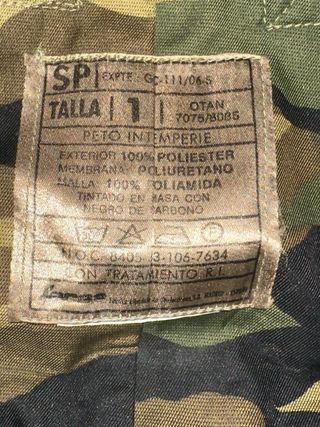 SP EXPTE. GC-111/06-S
TALLA 1 OTAN 7075/8085
PETO INTEMPERIE
EXTERIOR 100% POLIESTER
MEMBRANA POLIURETANO
MALLA 100% POLIAMIDA
TINTADO EN MASA CON
NEGRO DE CARBONO
N.O.C. 8405 3-106-7634
CON TRATAMIENTO R.I.